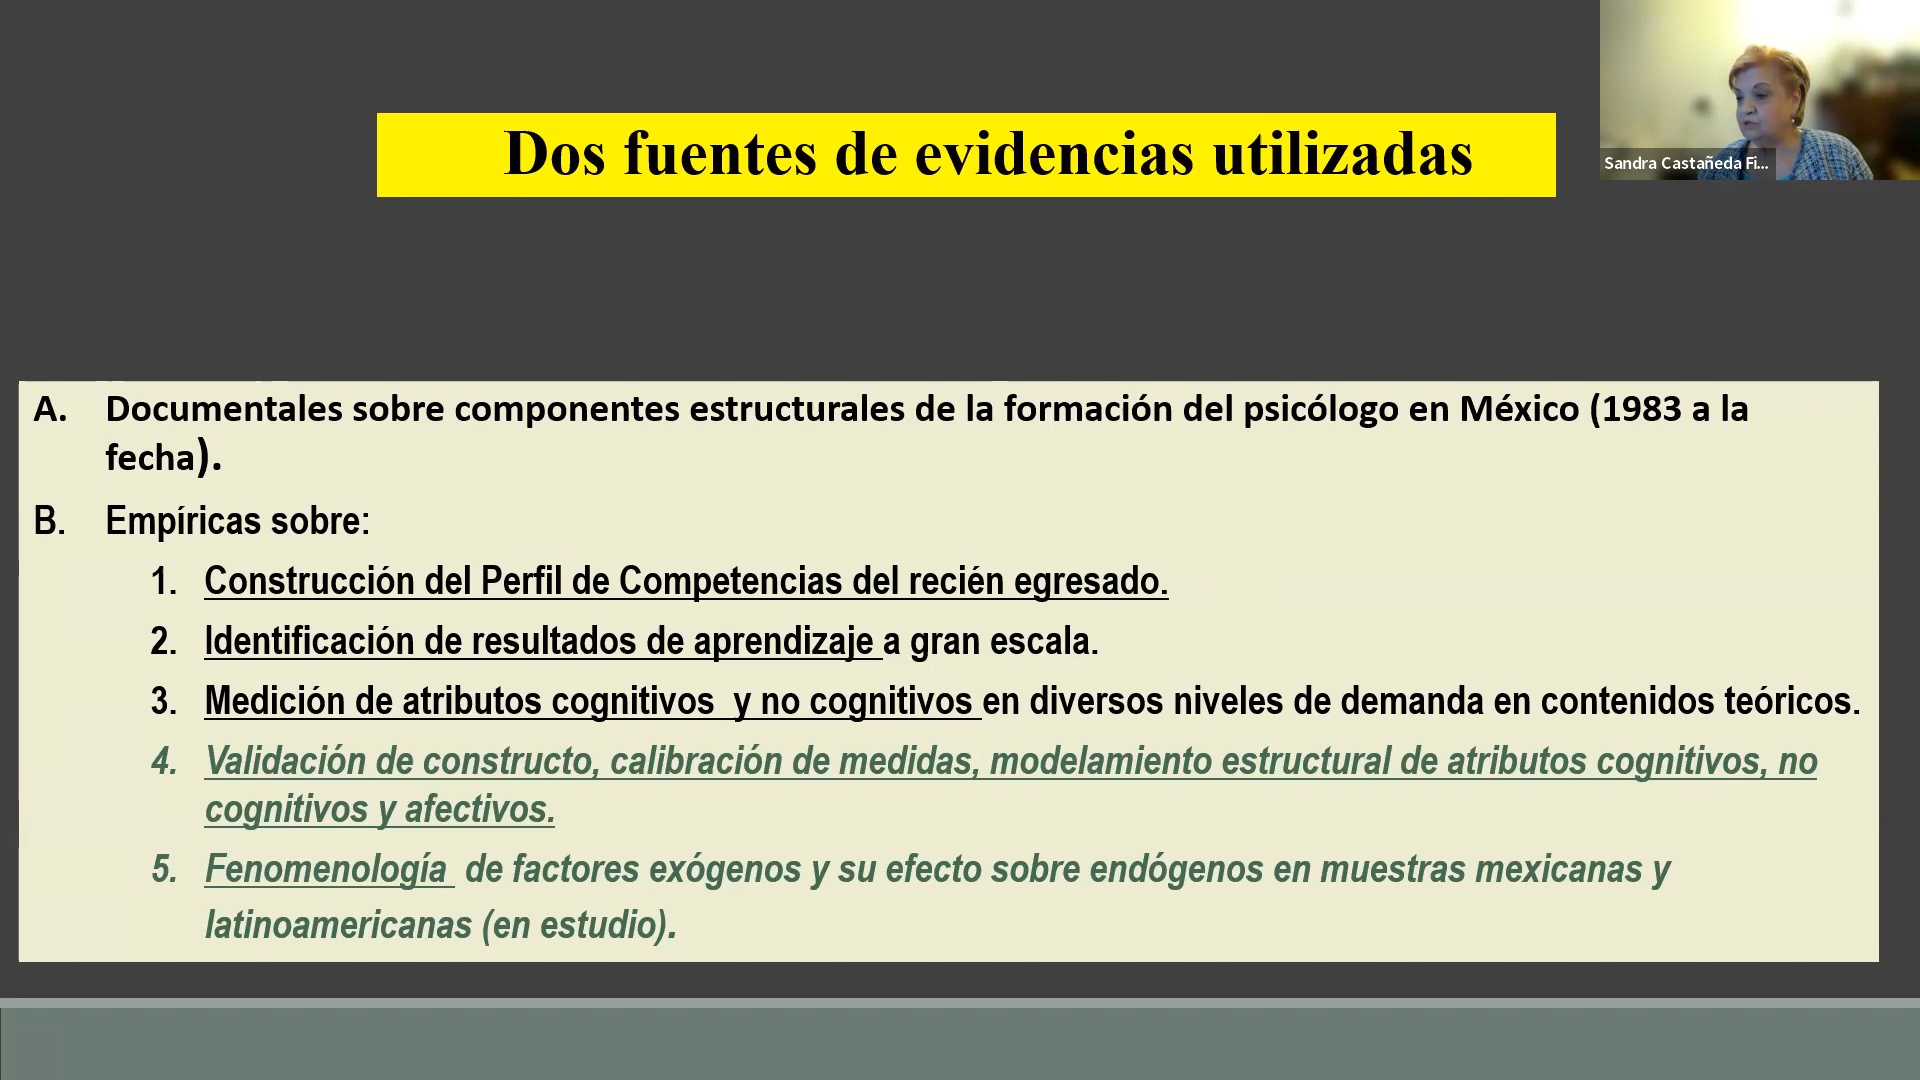 Dos fuentes de evidencias utilizadas
Sandra Castañeda Fi...
A. Documentales sobre componentes estructurales de la formación del psicólogo en México (1983 a la
fecha).
B. Empíricas sobre:
1. Construcción del Perfil de Competencias del recién egresado.
2. Identificación de resultados de aprendizaje a gran escala.
3. Medición de atributos cognitivos y no cognitivos en diversos niveles de demanda en contenidos teóricos.
4. Validación de constructo, calibración de medidas, modelamiento estructural de atributos cognitivos, no
cognitivos y afectivos.
5. Fenomenología de factores exógenos y su efecto sobre endógenos en muestras mexicanas y
latinoamericanas (en estudio).